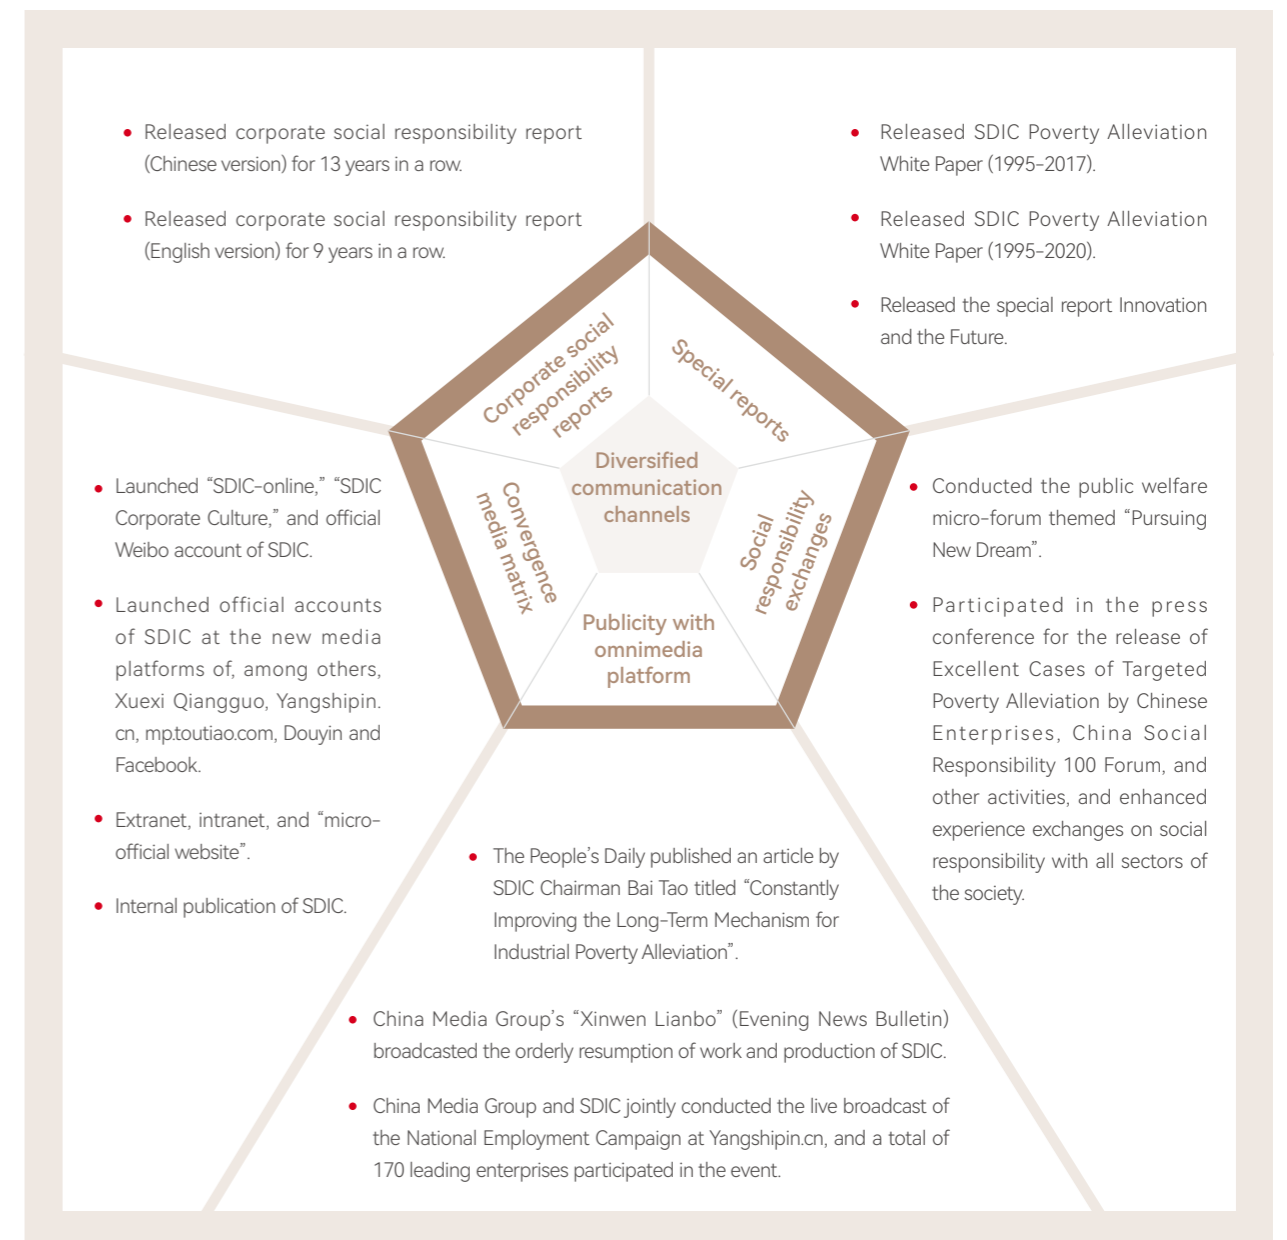 Released corporate social responsibility report
(Chinese version) for 13 years in a row.
Released corporate social responsibility report
(English version) for 9 years in a row.
Released SDIC Poverty Alleviation
White Paper (1995-2017).
Released SDIC Poverty Alleviation
White Paper (1995-2020).
Released the special report Innovation
and the Future.
Corporate social
responsibility
reports
Special reports
Diversified
communication
channels
Convergence
media matrix
Social
responsibility
exchanges
Publicity with
omnimedia
platform
Launched “SDIC-online,” “SDIC
Corporate Culture,” and official
Weibo account of SDIC.
Launched official accounts
of SDIC at the new media
platforms of, among others,
Xuexi Qiangguo, Yangshipin.
cn, mp.toutiao.com, Douyin and
Facebook.
Extranet, intranet, and “micro-
official website”.
Internal publication of SDIC.
Conducted the public welfare
micro-forum themed “Pursuing
New Dream”.
Participated in the press
conference for the release of
Excellent Cases of Targeted
Poverty Alleviation by Chinese
Enterprises, China Social
Responsibility 100 Forum, and
other activities, and enhanced
experience exchanges on social
responsibility with all sectors of
the society.
The People’s Daily published an article by
SDIC Chairman Bai Tao titled “Constantly
Improving the Long-Term Mechanism for
Industrial Poverty Alleviation”.
China Media Group’s “Xinwen Lianbo” (Evening News Bulletin)
broadcasted the orderly resumption of work and production of SDIC.
China Media Group and SDIC jointly conducted the live broadcast of
the National Employment Campaign at Yangshipin.cn, and a total of
170 leading enterprises participated in the event.